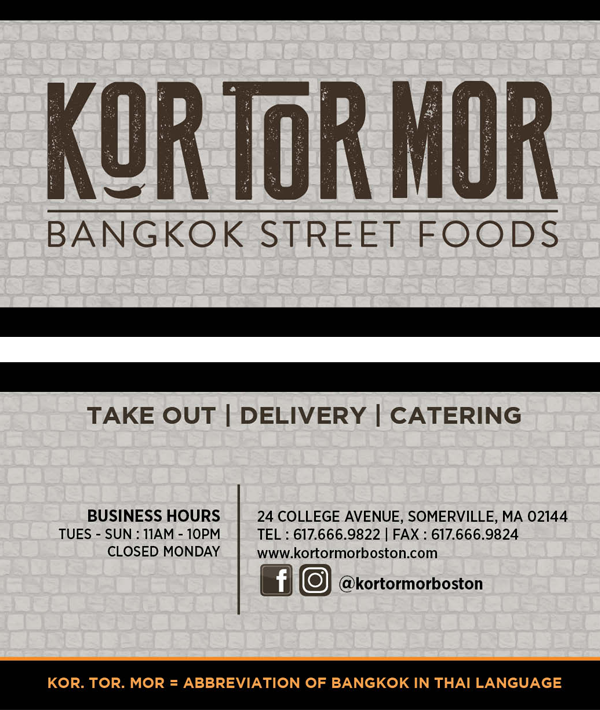 KOR TOR MOR
BANGKOK STREET FOODS
TAKE OUT | DELIVERY | CATERING
BUSINESS HOURS
TUES - SUN : 11AM - 10PM
CLOSED MONDAY
24 COLLEGE AVENUE, SOMERVILLE, MA 02144
TEL : 617.666.9822 | FAX : 617.666.9824
www.kortormorboston.com
@kortormorboston
KOR. TOR. MOR = ABBREVIATION OF BANGKOK IN THAI LANGUAGE